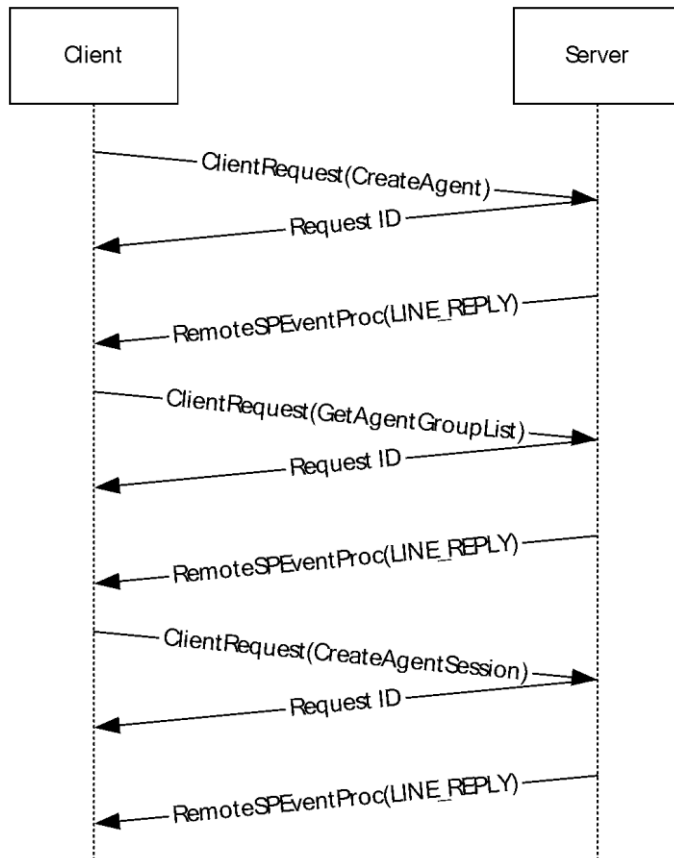 Client
Server
ClientRequest(CreateAgent)
Request ID
RemoteSPEventProc(LINE_REPLY)
ClientRequest(GetAgentGroupList)
Request ID
RemoteSPEventProc(LINE_REPLY)
ClientRequest(CreateAgentSession)
Request ID
RemoteSPEventProc(LINE_REPLY)